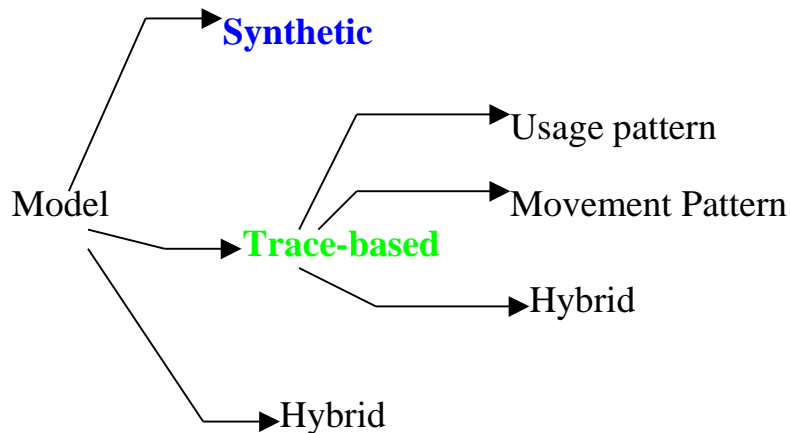 Synthetic
Usage pattern
Model
Movement Pattern
Trace-based
Hybrid
Hybrid